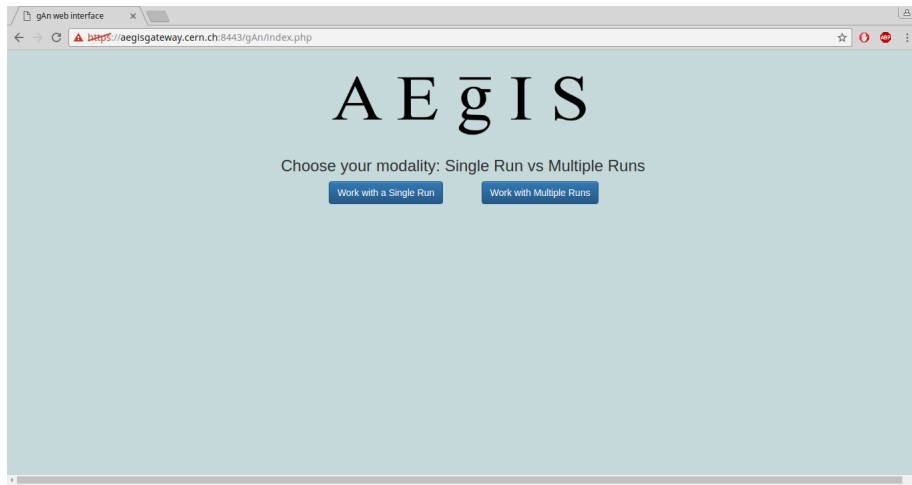 gAn web interface
https://aegisgateway.cern.ch:8443/gAn/Index.php
ABP
A E g̅ I S
Choose your modality: Single Run vs Multiple Runs
Work with a Single Run
Work with Multiple Runs